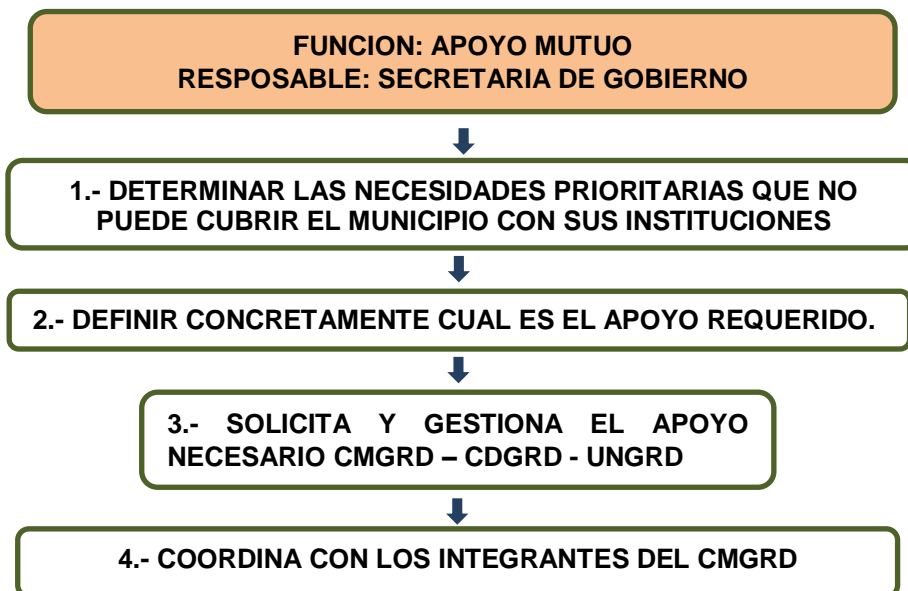 FUNCION: APOYO MUTUO
RESPOSABLE: SECRETARIA DE GOBIERNO
1.- DETERMINAR LAS NECESIDADES PRIORITARIAS QUE NO
PUEDE CUBRIR EL MUNICIPIO CON SUS INSTITUCIONES
2.- DEFINIR CONCRETAMENTE CUAL ES EL APOYO REQUERIDO.
3.- SOLICITA Y GESTIONA EL APOYO
NECESARIO CMGRD – CDGRD - UNGRD
4.- COORDINA CON LOS INTEGRANTES DEL CMGRD